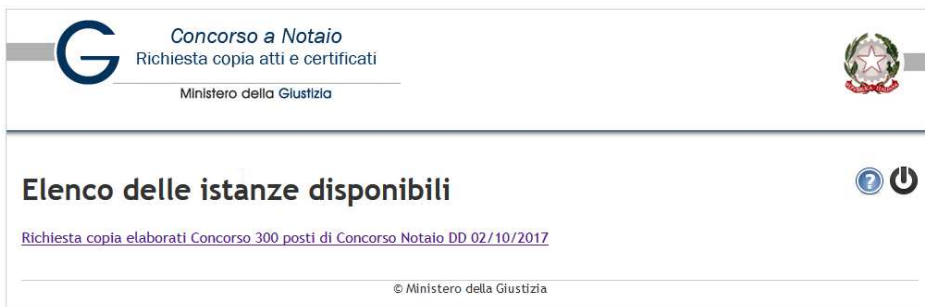 Concorso a Notaio
Richiesta copia atti e certificati
Ministero della Giustizia
Elenco delle istanze disponibili
Richiesta copia elaborati Concorso 300 posti di Concorso Notaio DD 02/10/2017
© Ministero della Giustizia